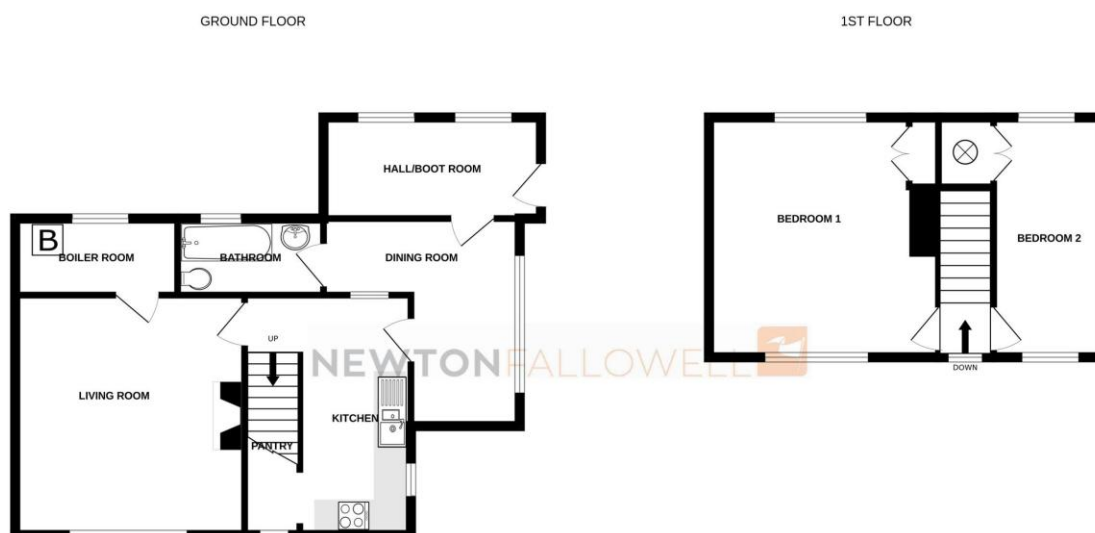 GROUND FLOOR
1ST FLOOR
HALL/BOOT ROOM
B
BOILER ROOM
BATHROOM
DINING ROOM
UP
LIVING ROOM
KITCHEN
PANTRY
BEDROOM 1
BEDROOM 2
DOWN
NEWTONFALLOWELL